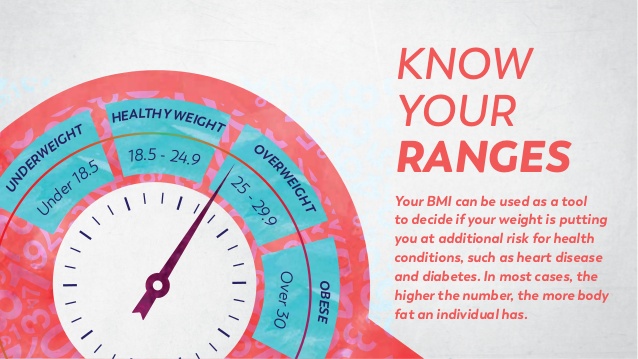 KNOW
YOUR
RANGES
Your BMI can be used as a tool
to decide if your weight is putting
you at additional risk for health
conditions, such as heart disease
and diabetes. In most cases, the
higher the number, the more body
fat an individual has.
UNDERWEIGHT
Under 18.5
HEALTHY WEIGHT
18.5 - 24.9
OVERWEIGHT
25 - 29.9
OBESE
Over 30